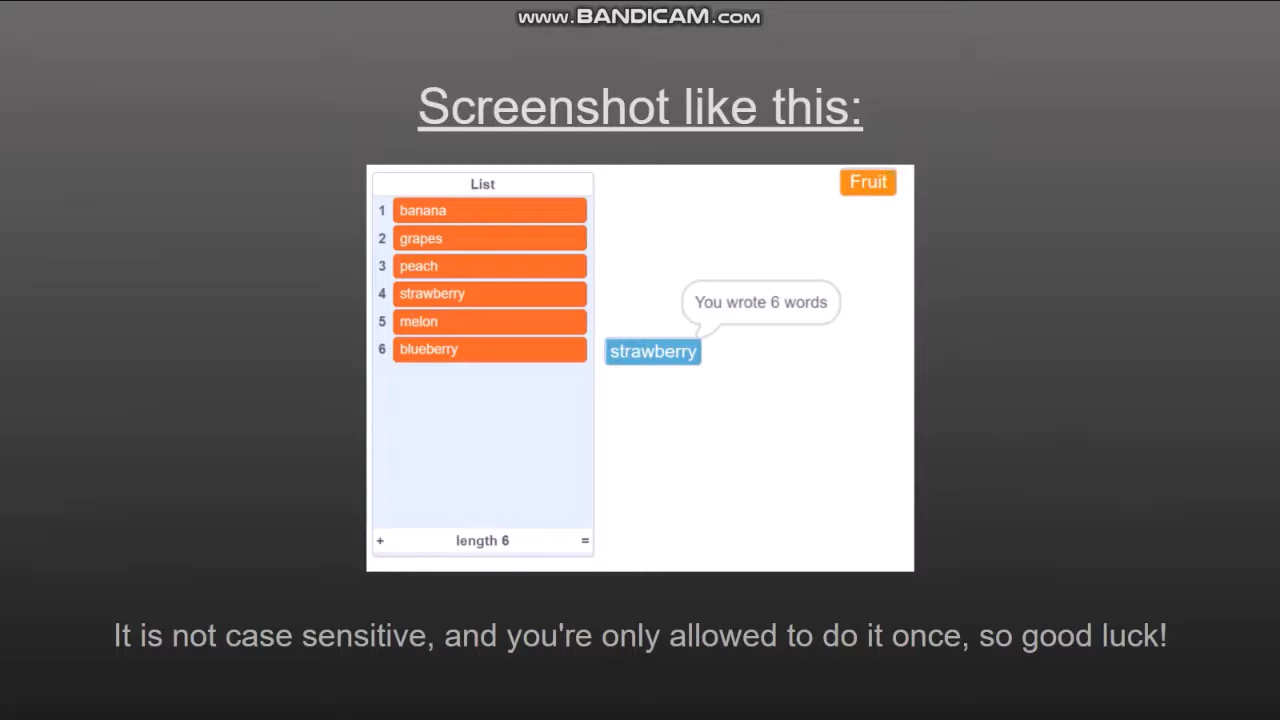 www.BANDICAM.com
Screenshot like this:
List
Fruit
1 banana
2 grapes
3 peach
4 strawberry
5 melon
6 blueberry
You wrote 6 words
strawberry
+ length 6 =
It is not case sensitive, and you're only allowed to do it once, so good luck!